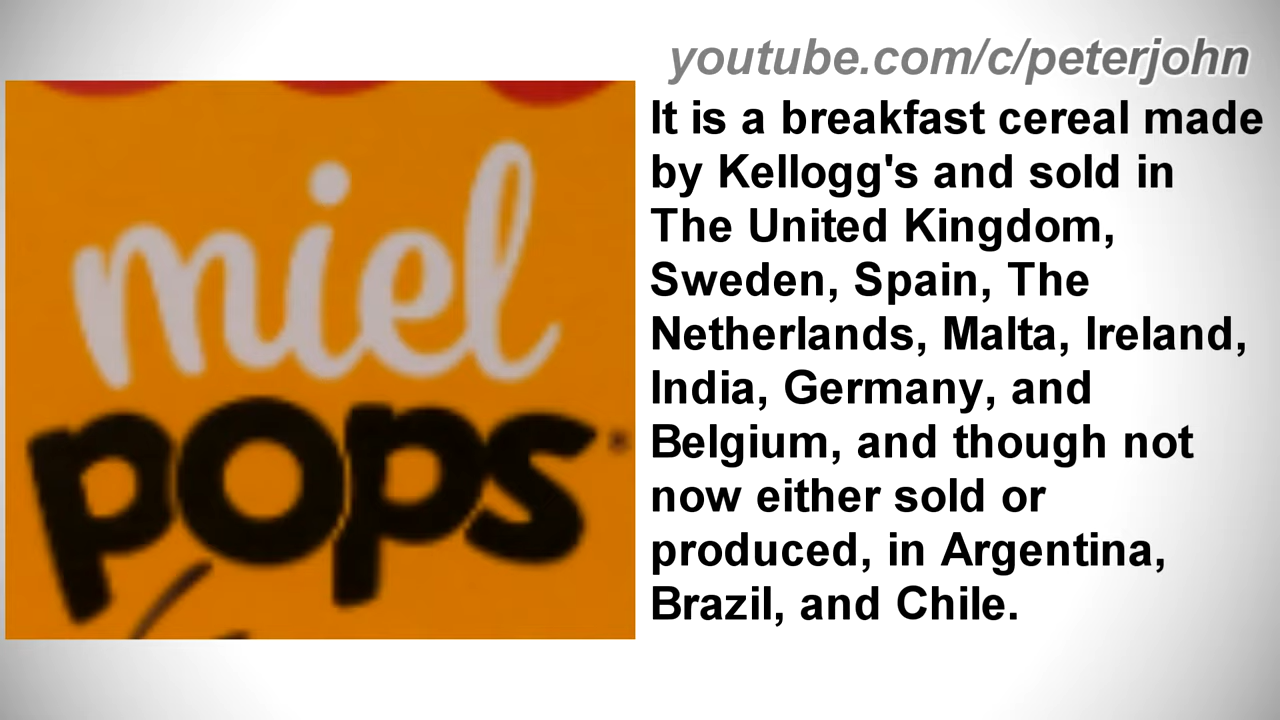 youtube.com/c/peterjohn
miel
pops
It is a breakfast cereal made
by Kellogg's and sold in
The United Kingdom,
Sweden, Spain, The
Netherlands, Malta, Ireland,
India, Germany, and
Belgium, and though not
now either sold or
produced, in Argentina,
Brazil, and Chile.